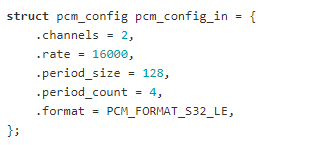 struct pcm_config pcm_config_in = {
    .channels = 2,
    .rate = 16000,
    .period_size = 128,
    .period_count = 4,
    .format = PCM_FORMAT_S32_LE,
};